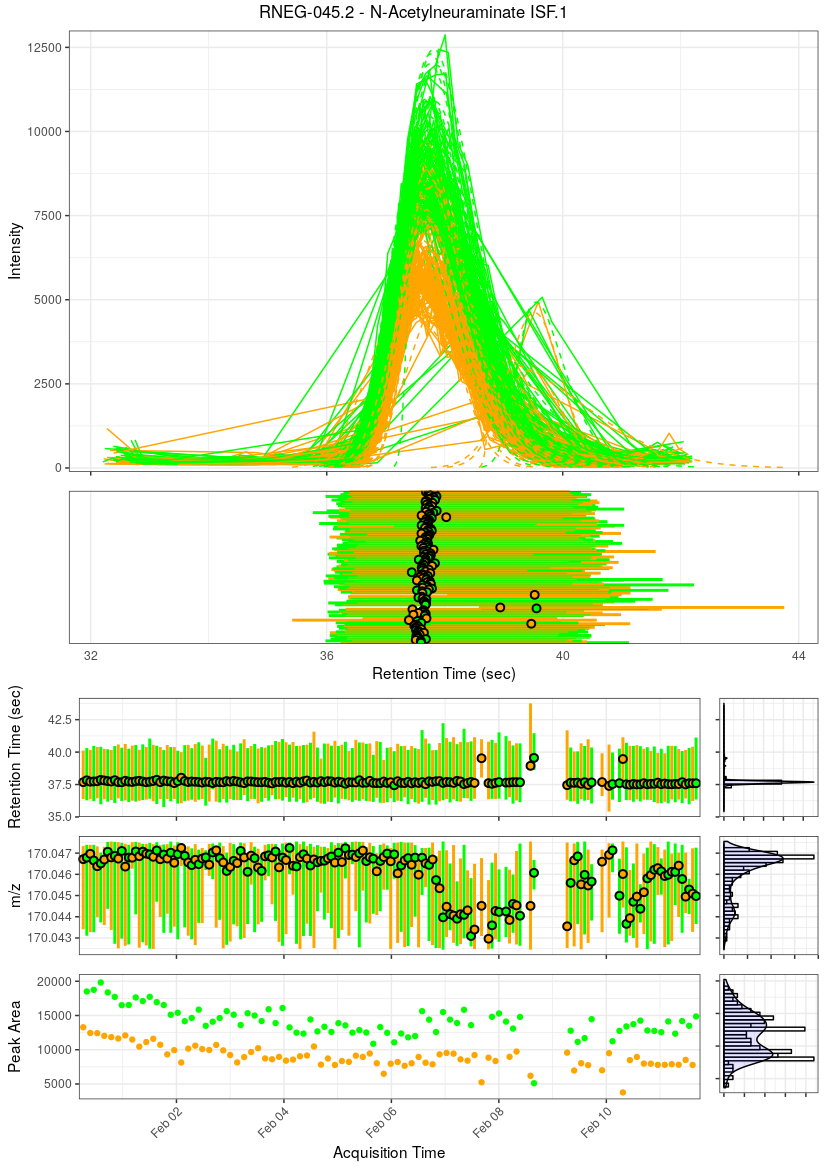 RNEG-045.2 - N-Acetylneuraminate ISF.1
12500
10000
7500
5000
2500
0
Intensity
32
36
40
44
Retention Time (sec)
42.5
40.0
37.5
35.0
Retention Time (sec)
170.047
170.046
170.045
170.044
170.043
m/z
20000
15000
10000
5000
Peak Area
Feb 02
Feb 04
Feb 06
Feb 08
Feb 10
Acquisition Time